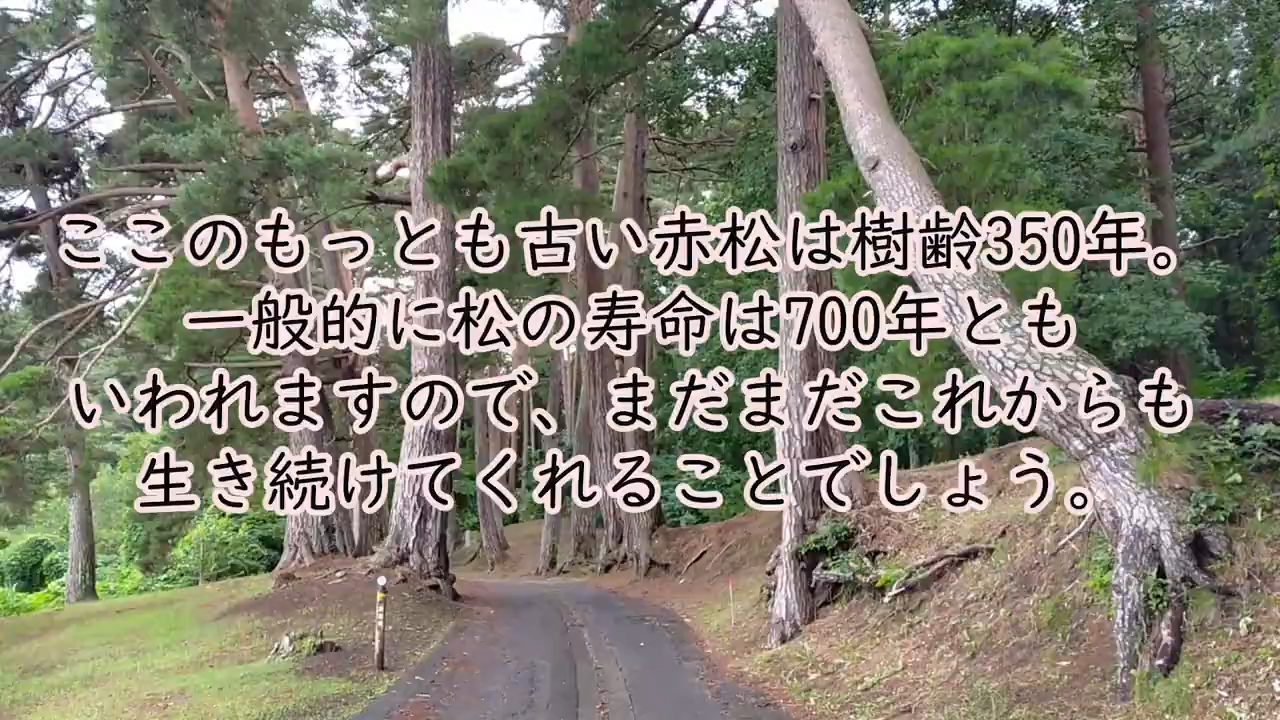 ここのもっとも古い赤松は樹齢350年。
一般的に松の寿命は700年とも
いわれますので、まだまだこれからも
生き続けてくれることでしょう。